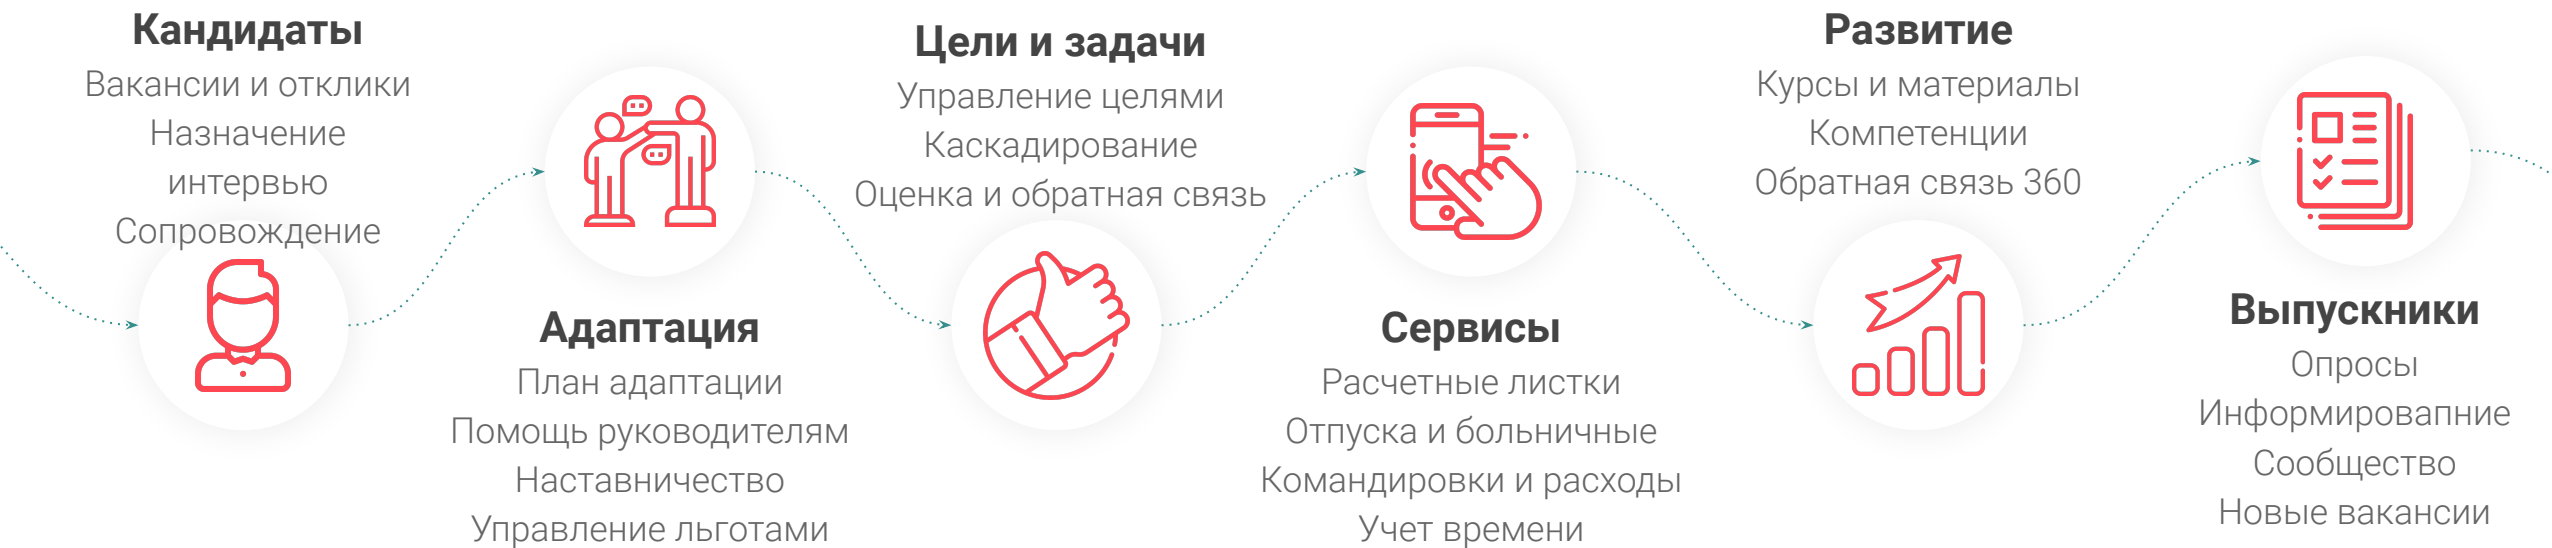 Кандидаты
Вакансии и отклики
Назначение
интервью
Сопровождение
Адаптация
План адаптации
Помощь руководителям
Наставничество
Управление льготами
Цели и задачи
Управление целями
Каскадирование
Оценка и обратная связь
Сервисы
Расчетные листки
Отпуска и больничные
Командировки и расходы
Учет времени
Развитие
Курсы и материалы
Компетенции
Обратная связь 360
Выпускники
Опросы
Информировапние
Сообщество
Новые вакансии